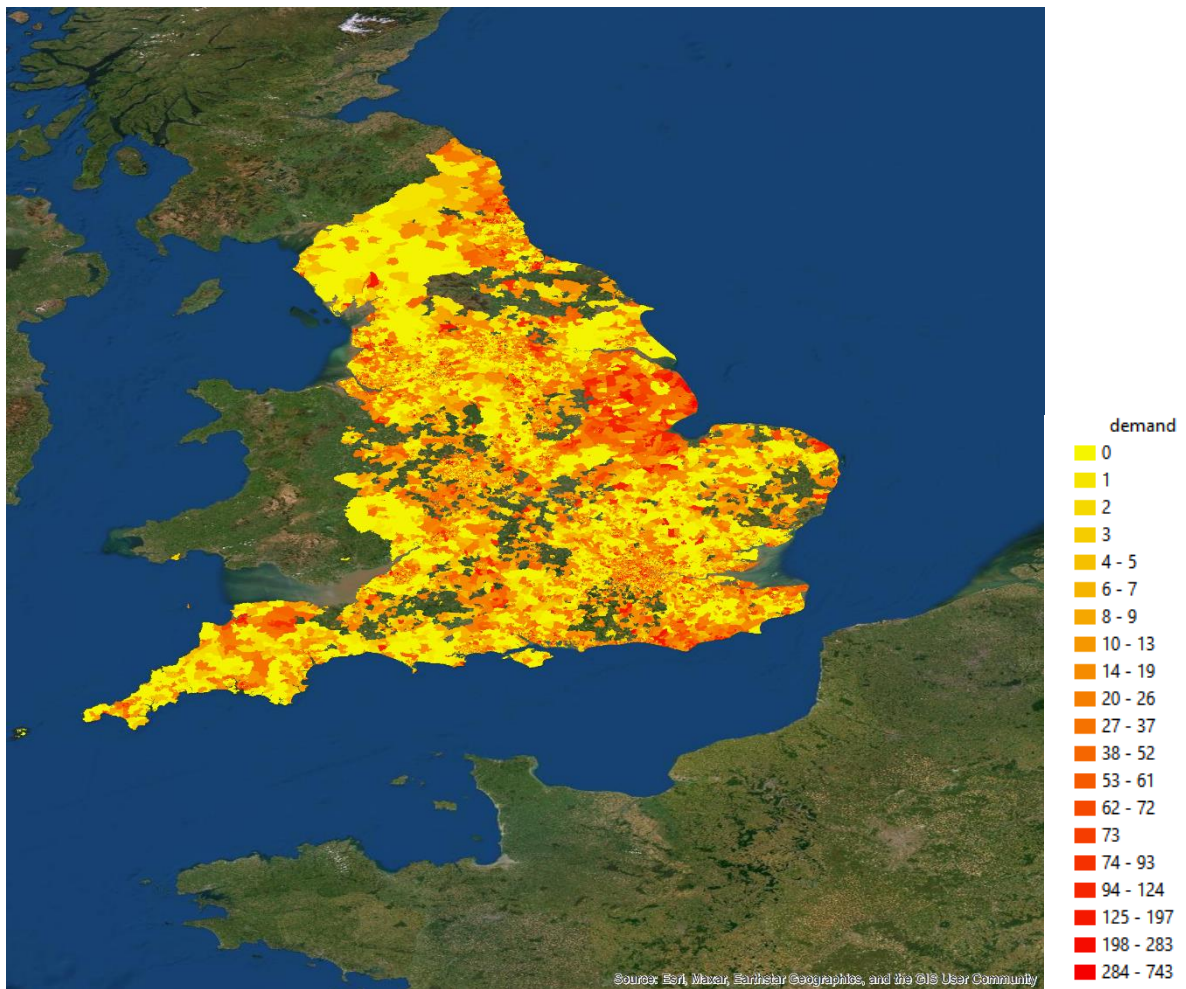 demand
0
1
2
3
4 - 5
6 - 7
8 - 9
10 - 13
14 - 19
20 - 26
27 - 37
38 - 52
53 - 61
62 - 72
73
74 - 93
94 - 124
125 - 197
198 - 283
284 - 743
Source: Esri, Maxar, Earthstar Geographics, and the GIS User Community